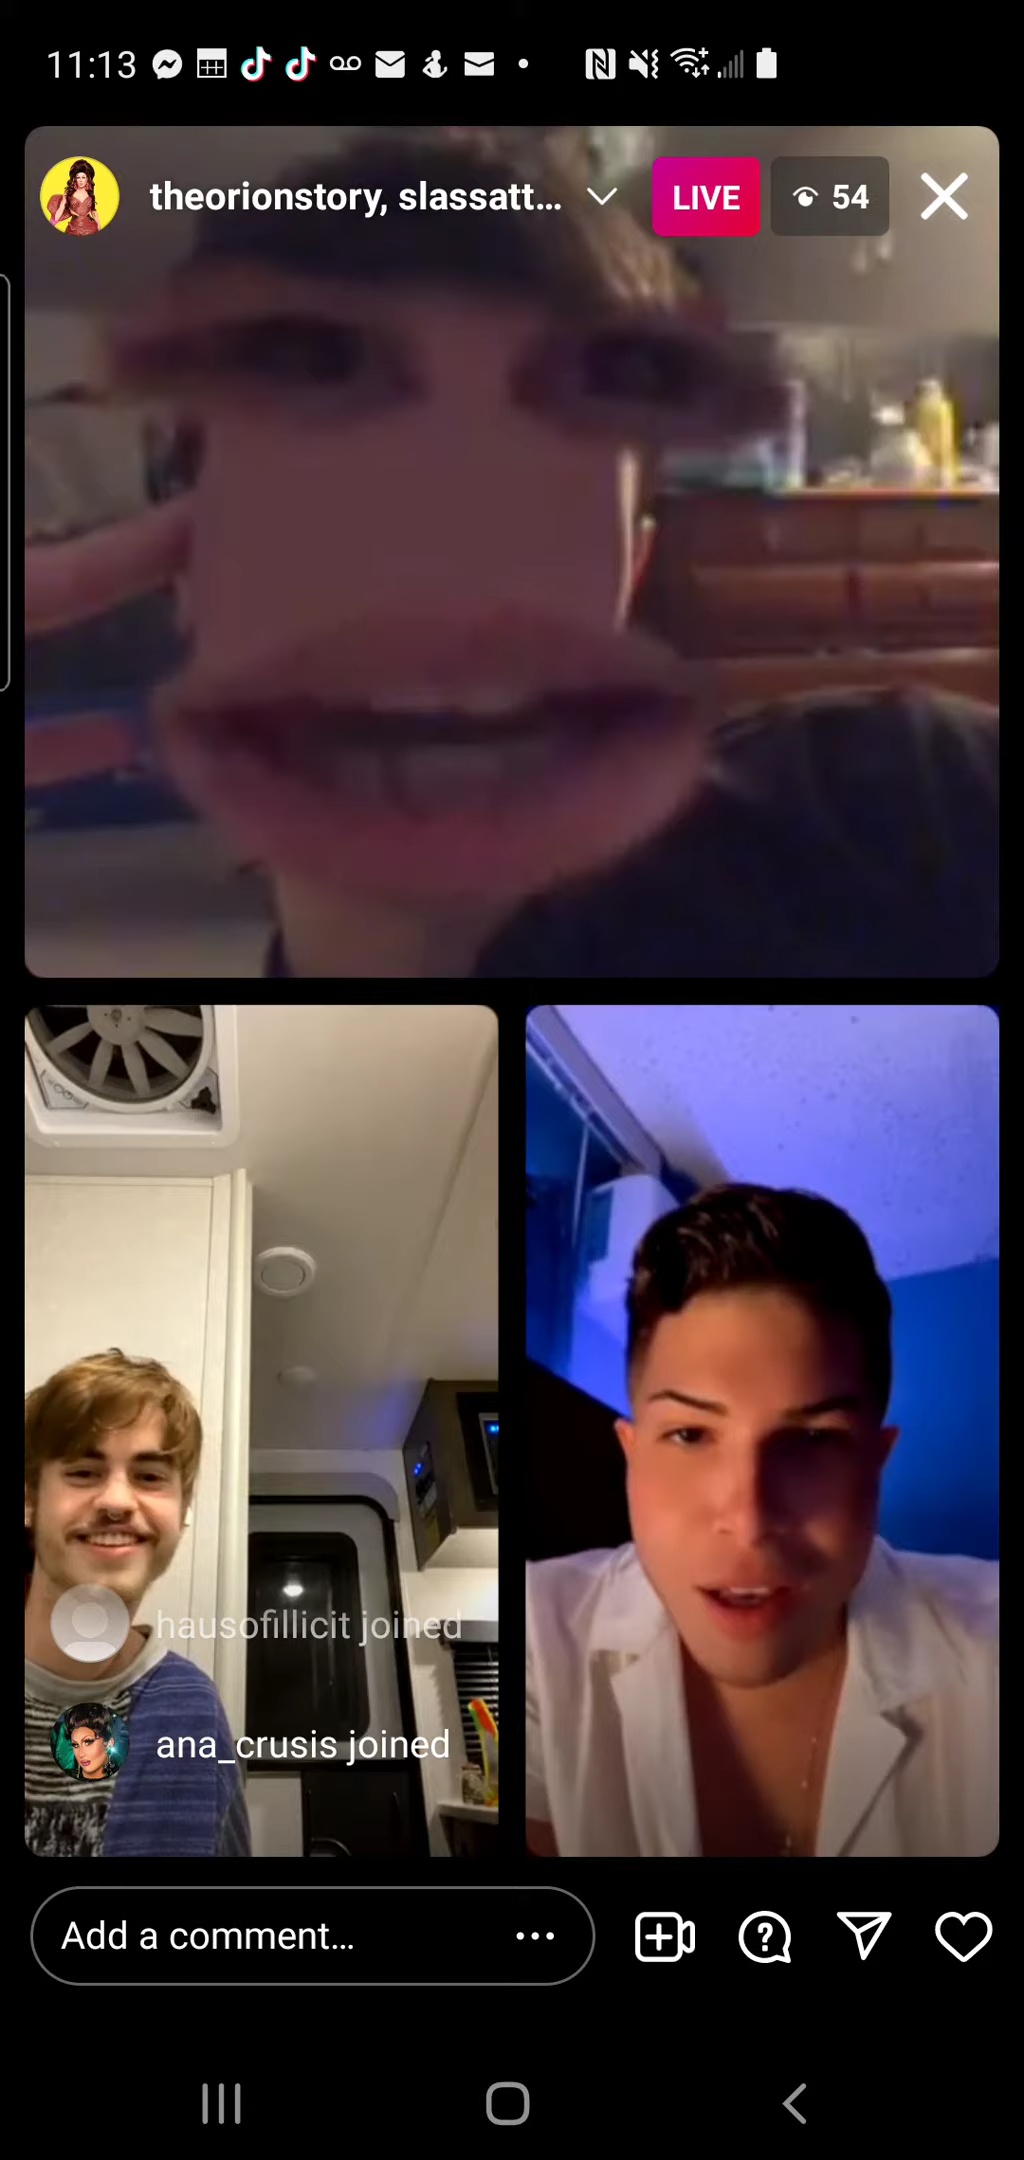 11:13
theorionstory, slassatt... LIVE 54
hausofillicit joined
ana_crusis joined
Add a comment...